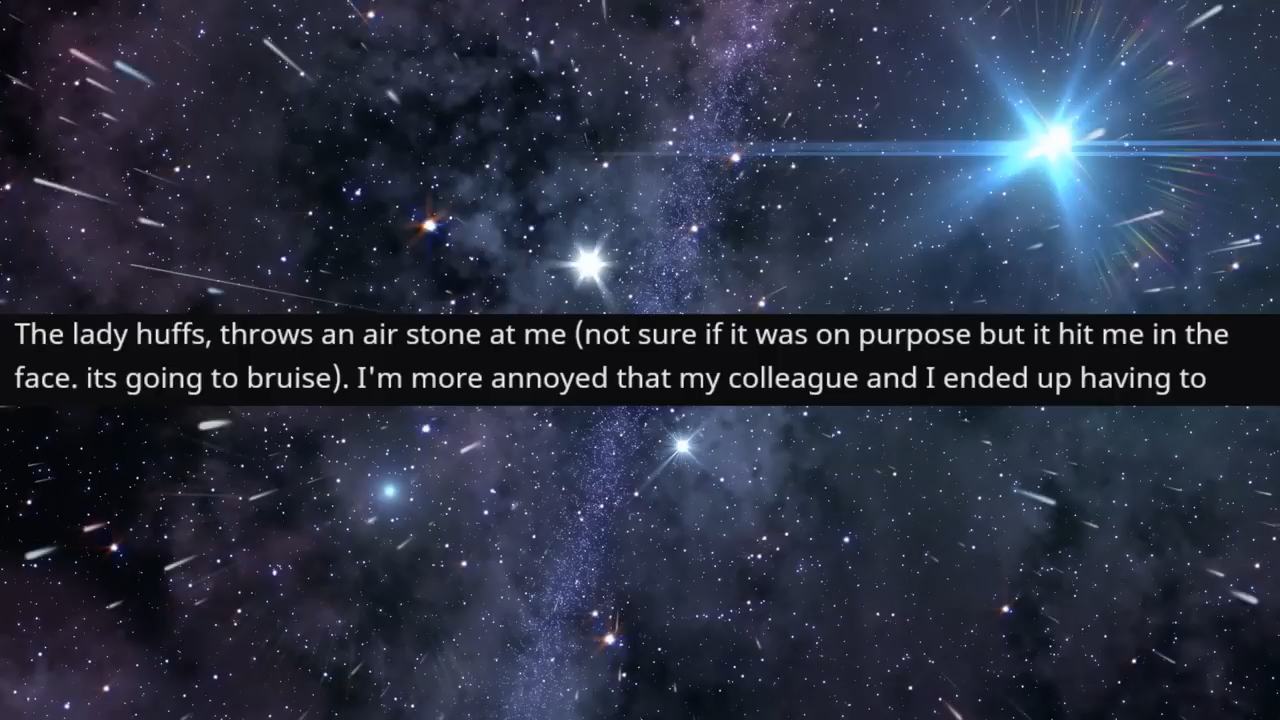 The lady huffs, throws an air stone at me (not sure if it was on purpose but it hit me in the
face. its going to bruise). I'm more annoyed that my colleague and I ended up having to